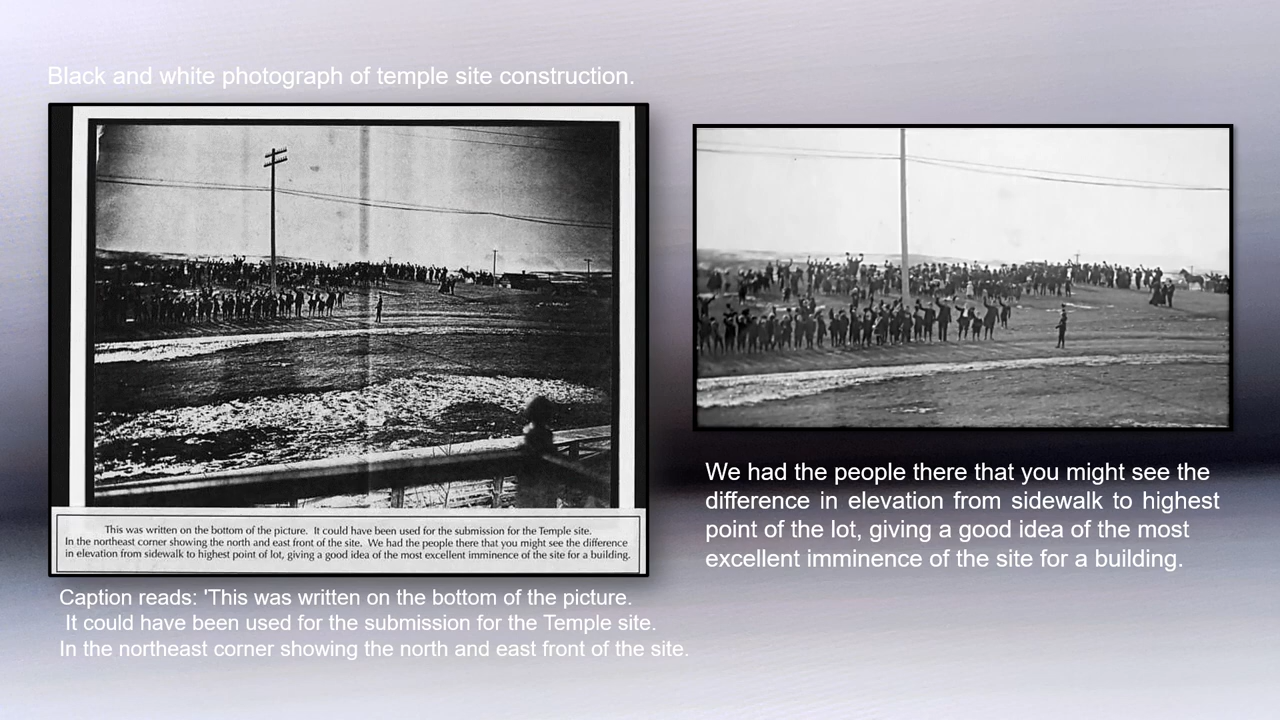 Black and white photograph of temple site construction.
This was written on the bottom of the picture.  It could have been used for the submission for the Temple site.
In the northeast corner showing the north and east front of the site.  We had the people there that you might see the difference
in elevation from sidewalk to highest point of lot, giving a good idea of the most excellent imminence of the site for a building.
Caption reads: 'This was written on the bottom of the picture.
It could have been used for the submission for the Temple site.
In the northeast corner showing the north and east front of the site.
We had the people there that you might see the
difference in elevation from sidewalk to highest
point of the lot, giving a good idea of the most
excellent imminence of the site for a building.